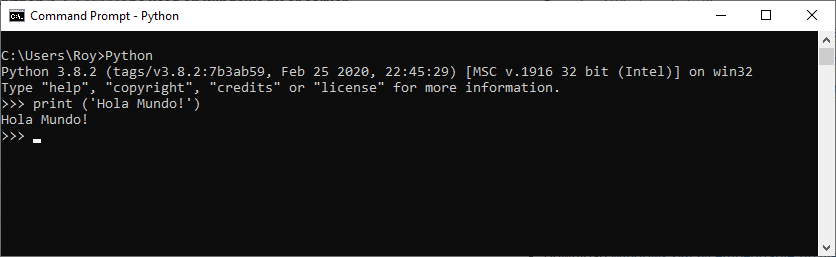 Command Prompt - Python
C:\Users\Roy>Python
Python 3.8.2 (tags/v3.8.2:7b3ab59, Feb 25 2020, 22:45:29) [MSC v.1916 32 bit (Intel)] on win32
Type "help", "copyright", "credits" or "license" for more information.
>>> print ('Hola Mundo!')
Hola Mundo!
>>>